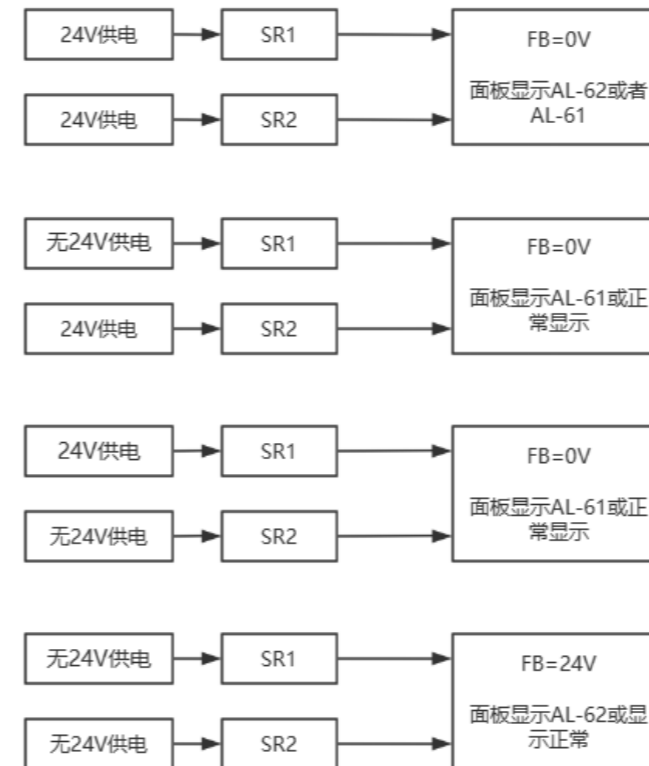 24V供电
SR1
24V供电
SR2
FB=0V
面板显示AL-62或者
AL-61
无24V供电
SR1
24V供电
SR2
FB=0V
面板显示AL-61或正
常显示
24V供电
SR1
无24V供电
SR2
FB=0V
面板显示AL-61或正
常显示
无24V供电
SR1
无24V供电
SR2
FB=24V
面板显示AL-62或显
示正常